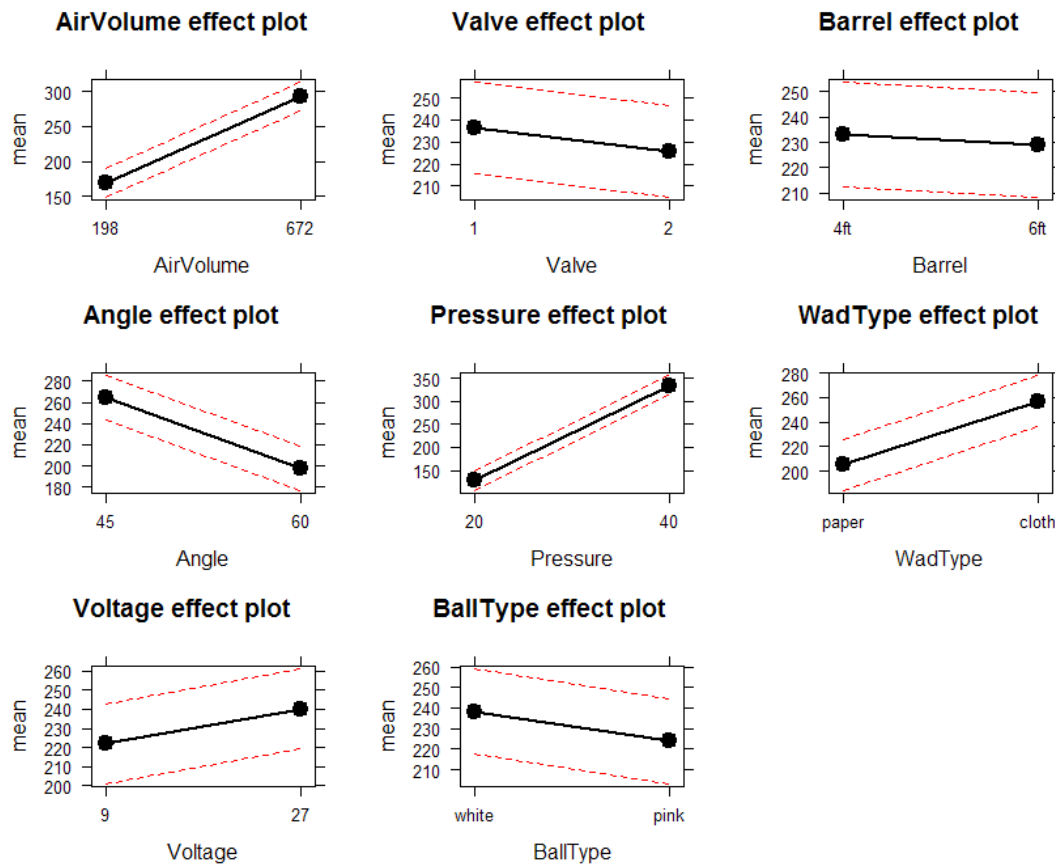 AirVolume effect plot
mean
300
250
200
150
198 672
AirVolume
Valve effect plot
mean
250
240
230
220
210
1 2
Valve
Barrel effect plot
mean
250
240
230
220
210
4ft 6ft
Barrel
Angle effect plot
mean
280
260
240
220
200
180
45 60
Angle
Pressure effect plot
mean
350
300
250
200
150
20 40
Pressure
WadType effect plot
mean
280
260
240
220
200
paper cloth
WadType
Voltage effect plot
mean
260
250
240
230
220
210
200
9 27
Voltage
BallType effect plot
mean
260
250
240
230
220
210
white pink
BallType